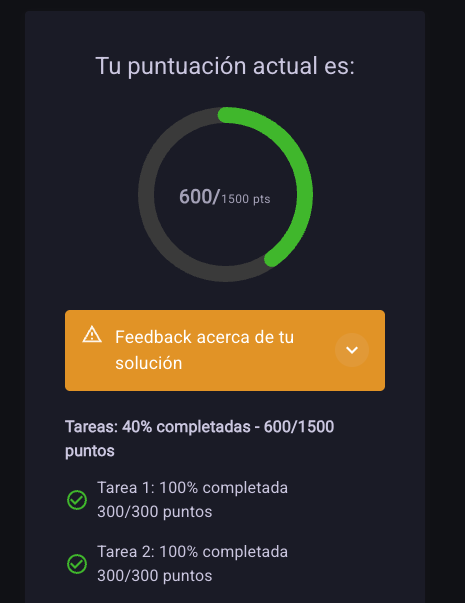 Tu puntuación actual es:
600/1500 pts
Feedback acerca de tu
solución
Tareas: 40% completadas - 600/1500
puntos
Tarea 1: 100% completada
300/300 puntos
Tarea 2: 100% completada
300/300 puntos